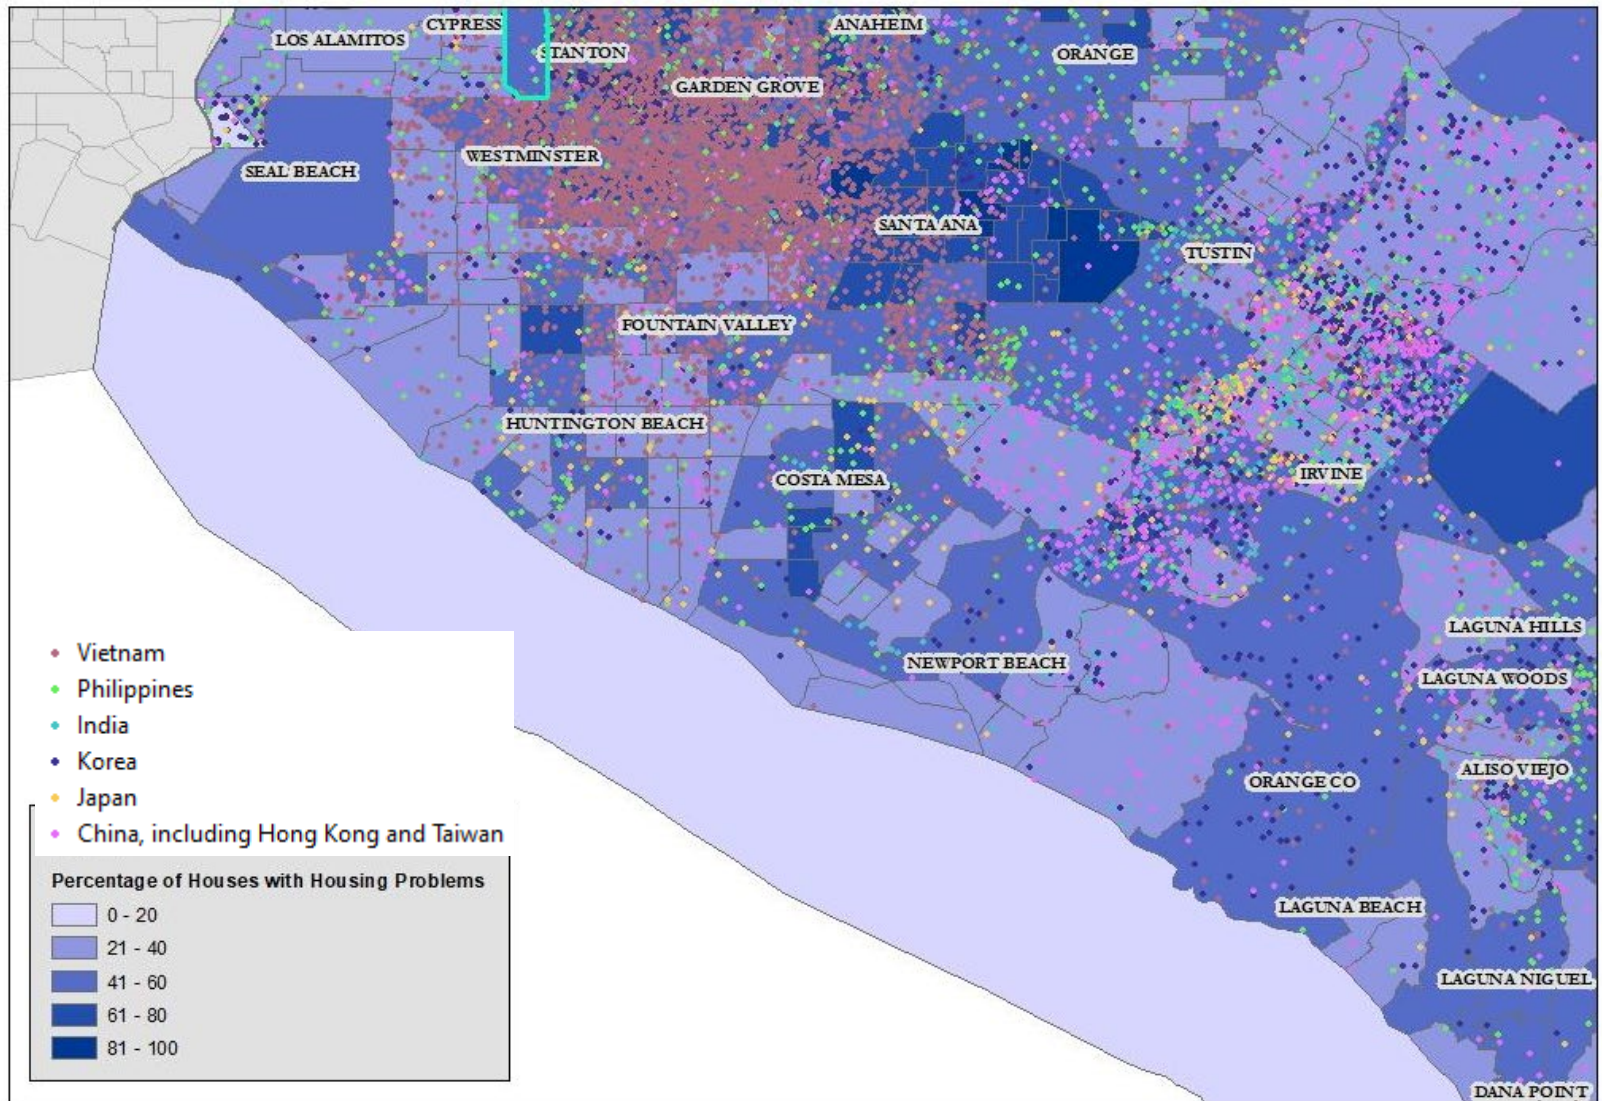 CYPRESS
ANAHEIM
LOS ALAMITOS
STANTON
ORANGE
GARDEN GROVE
WESTMINSTER
SEAL BEACH
SANTA ANA
TUSTIN
FOUNTAIN VALLEY
HUNTINGTON BEACH
IRVINE
COSTA MESA
LAGUNA HILLS
NEWPORT BEACH
LAGUNA WOODS
ALISO VIEJO
ORANGE CO
LAGUNA BEACH
LAGUNA NIGUEL
DANA POINT
Vietnam
Philippines
India
Korea
Japan
China, including Hong Kong and Taiwan
Percentage of Houses with Housing Problems
0 - 20
21 - 40
41 - 60
61 - 80
81 - 100